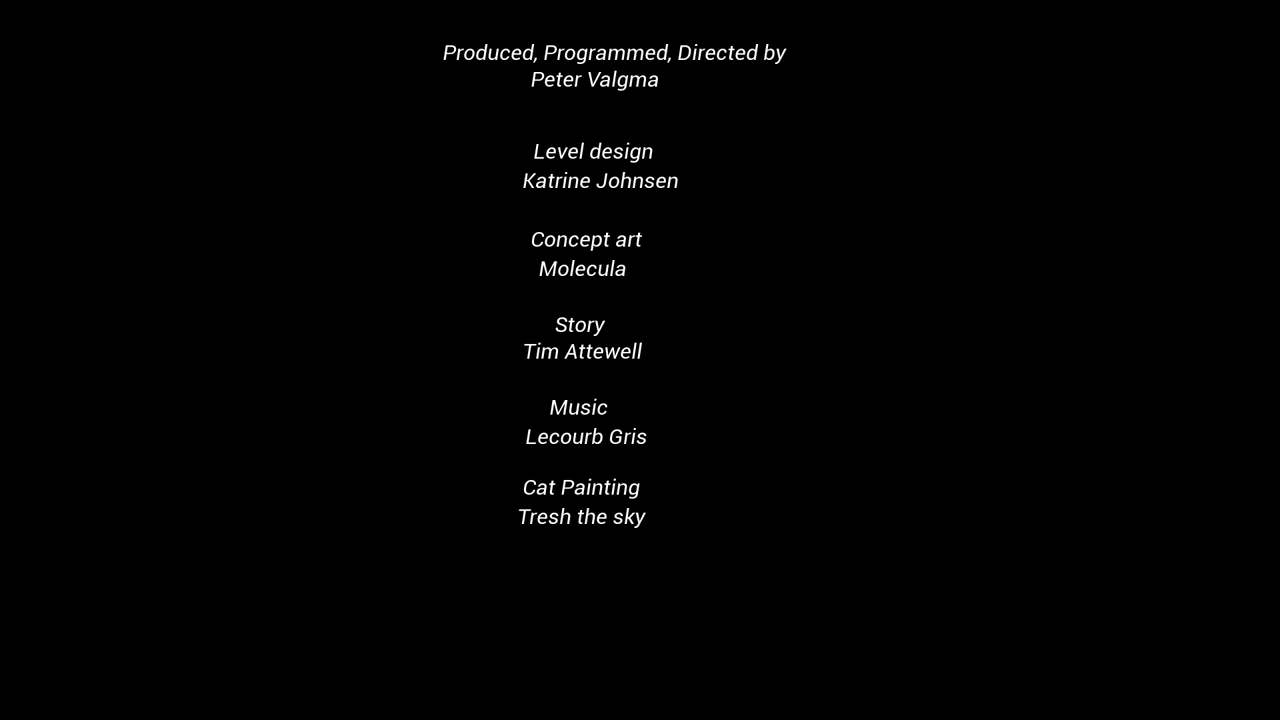 Produced, Programmed, Directed by
Peter Valgma
Level design
Katrine Johnsen
Concept art
Molecula
Story
Tim Attewell
Music
Lecourb Gris
Cat Painting
Tresh the sky